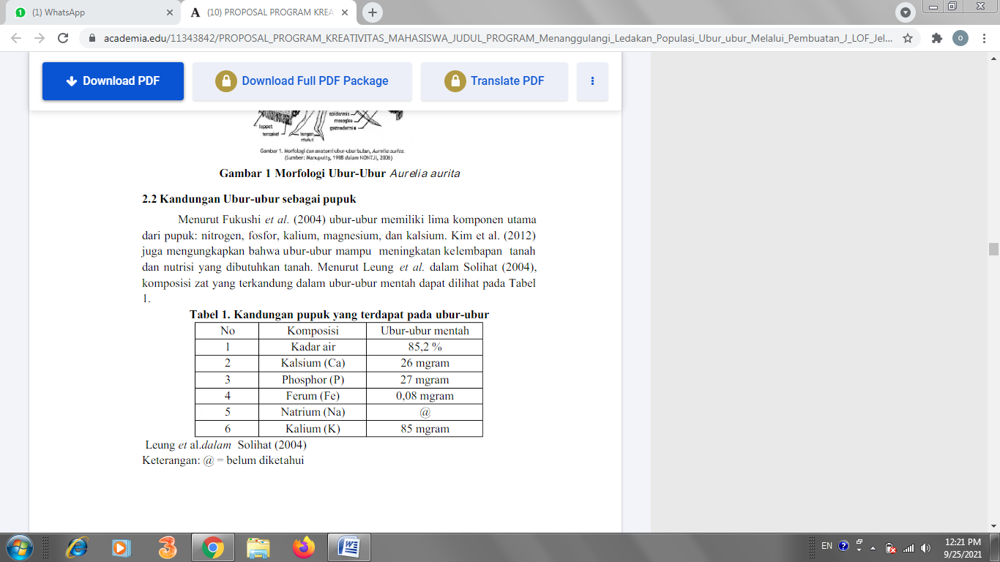 (1) WhatsApp
(10) PROPOSAL PROGRAM KREA
academia.edu/11343842/PROPOSAL_PROGRAM_KREATIVITAS_MAHASISWA_JUDUL_PROGRAM_Menanggulangi_Ledakan_Populasi_Ubur_ubur_Melalui_Pembuatan_J_LOF_Jel...
o
Download PDF
Download Full PDF Package
Translate PDF
epidermis
lappet
mesoglea
tentakel
lengan
gastrodermis
mulut
Gambar 1. Morfologi dan anatomi ubur-ubur bulan, Aurelia aurita.
(Sumber: Manuputty, 1988 dalam NONTJI, 2006)
Gambar 1 Morfologi Ubur-Ubur Aurelia aurita
2.2 Kandungan Ubur-ubur sebagai pupuk
Menurut Fukushi et al. (2004) ubur-ubur memiliki lima komponen utama
dari pupuk: nitrogen, fosfor, kalium, magnesium, dan kalsium. Kim et al. (2012)
juga mengungkapkan bahwa ubur-ubur mampu meningkatan kelembapan tanah
dan nutrisi yang dibutuhkan tanah. Menurut Leung et al. dalam Solihat (2004),
komposisi zat yang terkandung dalam ubur-ubur mentah dapat dilihat pada Tabel
1.
Tabel 1. Kandungan pupuk yang terdapat pada ubur-ubur
No Komposisi Ubur-ubur mentah
1 Kadar air 85,2 %
2 Kalsium (Ca) 26 mgram
3 Phosphor (P) 27 mgram
4 Ferum (Fe) 0,08 mgram
5 Natrium (Na) @
6 Kalium (K) 85 mgram
Leung et al.dalam Solihat (2004)
Keterangan: @ = belum diketahui
EN
12:21 PM
9/25/2021